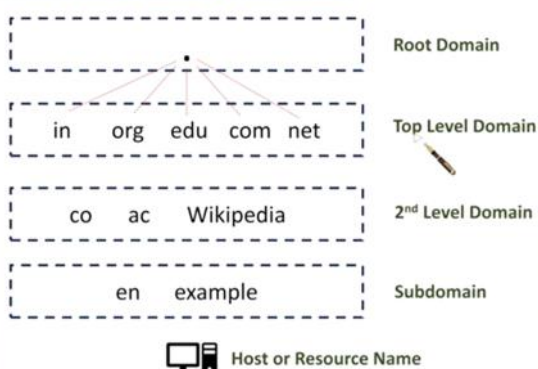 .
Root Domain
in org edu com net
Top Level Domain
co ac Wikipedia
2nd Level Domain
en example
Subdomain
Host or Resource Name